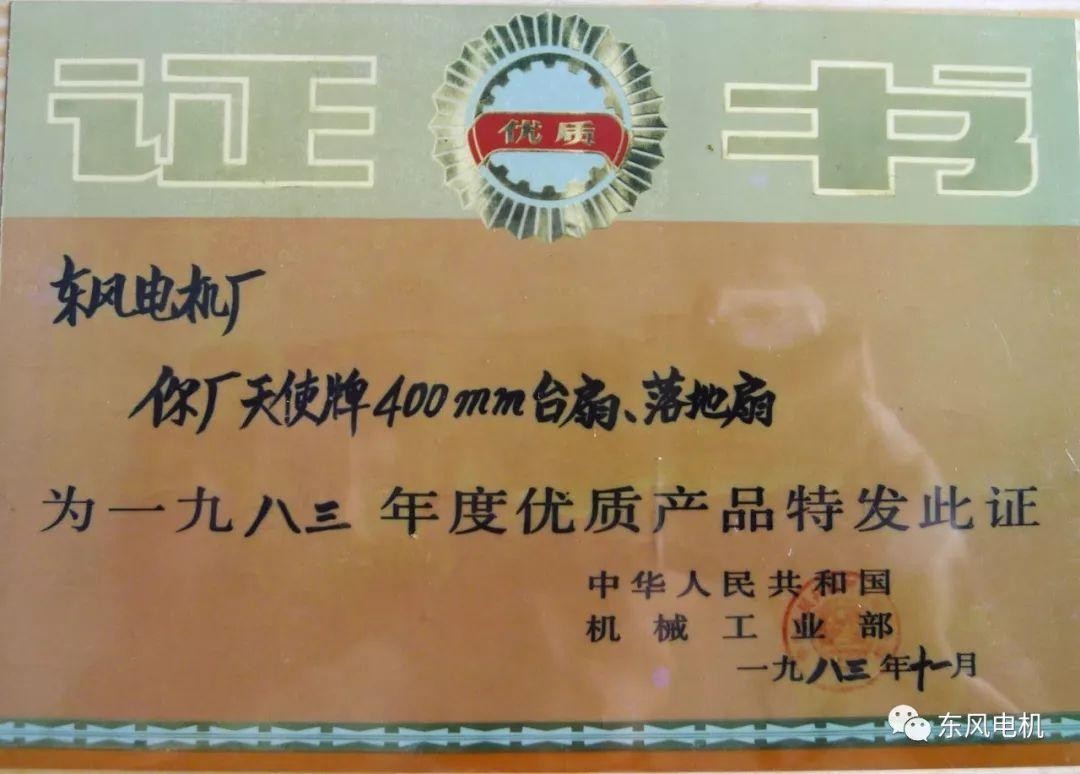 证书
优质
东风电机厂
你厂天使牌400mm台扇、落地扇
为一九八三年度优质产品特发此证
中华人民共和国
机械工业部
一九八三年十一月
东风电机